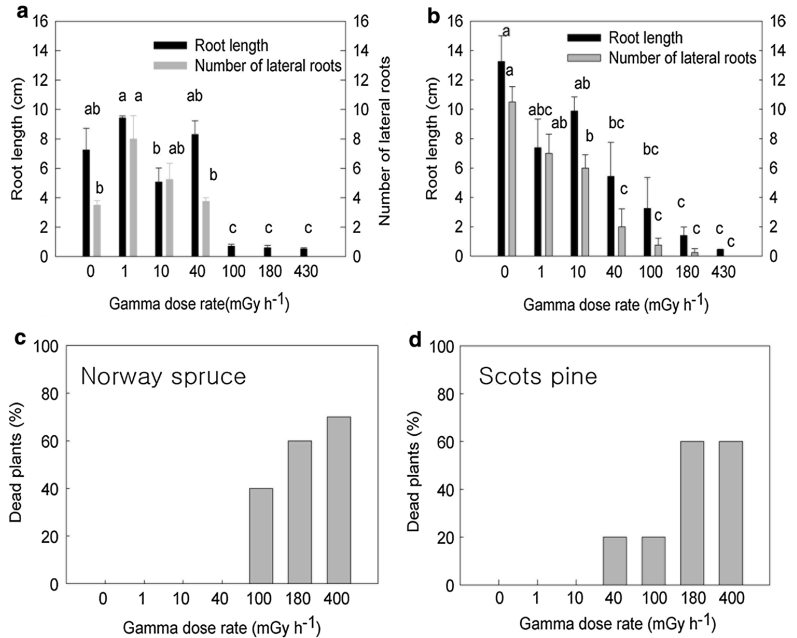 a
16 16
14 14
12 12
10 10
8 8
6 6
4 4
2 2
0 0
Root length (cm)
Number of lateral roots
Root length
Number of lateral roots
ab b a a b ab ab b c c c
0 1 10 40 100 180 430
Gamma dose rate(mGy h-1)
b
16 16
14 14
12 12
10 10
8 8
6 6
4 4
2 2
0 0
Root length (cm)
Root length
Number of lateral roots
a a abc ab ab b bc c bc c c c c c
0 1 10 40 100 180 430
Gamma dose rate (mGy h-1)
c
100
80
60
40
20
0
Dead plants (%)
Norway spruce
0 1 10 40 100 180 400
Gamma dose rate (mGy h-1)
d
100
80
60
40
20
0
Dead plants (%)
Scots pine
0 1 10 40 100 180 400
Gamma dose rate (mGy h-1)